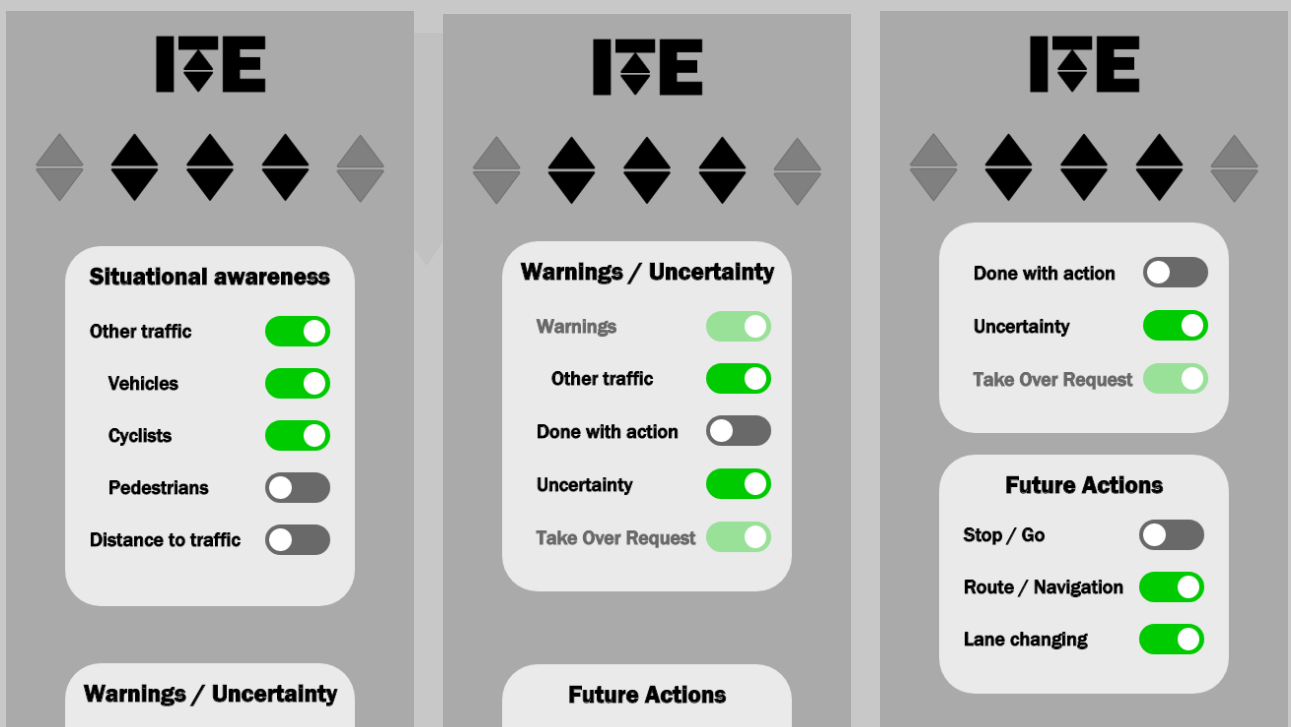 ITE
Situational awareness
Other traffic
Vehicles
Cyclists
Pedestrians
Distance to traffic
Warnings / Uncertainty
ITE
Warnings / Uncertainty
Warnings
Other traffic
Done with action
Uncertainty
Take Over Request
Future Actions
ITE
Done with action
Uncertainty
Take Over Request
Future Actions
Stop / Go
Route / Navigation
Lane changing